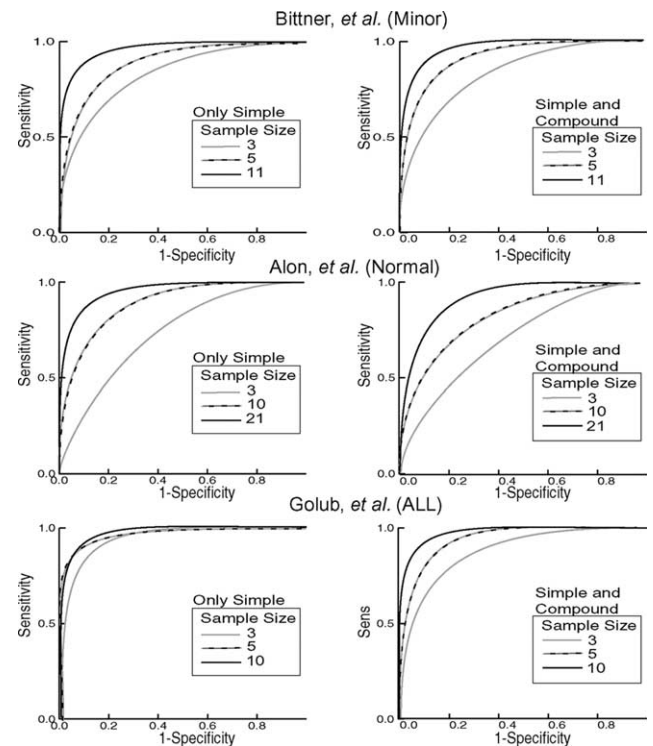 Bittner, et al. (Minor)
1.0
Sensitivity
0.5
0.0
Only Simple
Sample Size
3
5
11
0.0 0.2 0.4 0.6 0.8
1-Specificity
1.0
Sensitivity
0.5
0.0
Simple and
Compound
Sample Size
3
5
11
0.0 0.2 0.4 0.6 0.8
1-Specificity
Alon, et al. (Normal)
1.0
Sensitivity
0.5
0.0
Only Simple
Sample Size
3
10
21
0.0 0.2 0.4 0.6 0.8
1-Specificity
1.0
Sensitivity
0.5
0.0
Simple and
Compound
Sample Size
3
10
21
0.0 0.2 0.4 0.6 0.8
1-Specificity
Golub, et al. (ALL)
1.0
Sensitivity
0.5
0.0
Only Simple
Sample Size
3
5
10
0.0 0.2 0.4 0.6 0.8
1-Specificity
1.0
Sens
0.5
0.0
Simple and
Compound
Sample Size
3
5
10
0.0 0.2 0.4 0.6 0.8
1-Specificity